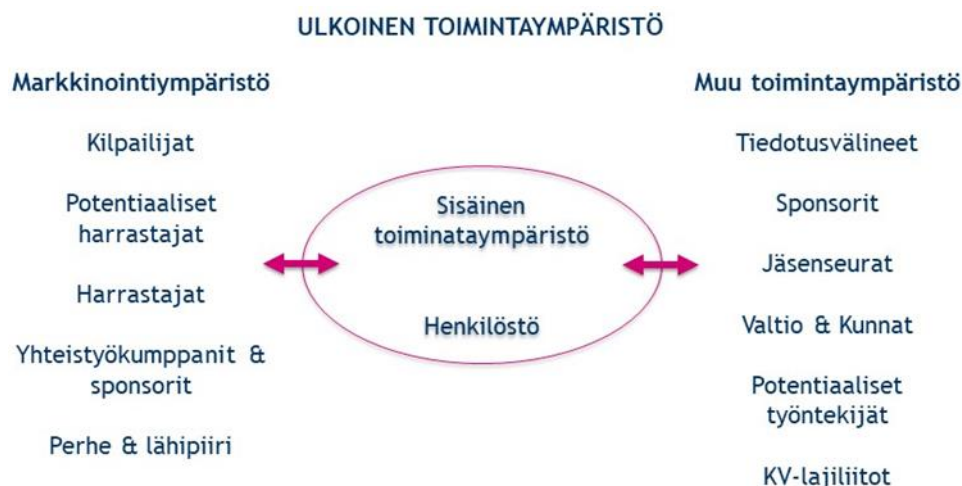 ULKOINEN TOIMINTAYMPÄRISTÖ
Markkinointiympäristö
Kilpailijat
Potentiaaliset
harrastajat
Harrastajat
Yhteistyökumppanit &
sponsorit
Perhe & lähipiiri
Sisäinen
toiminataympäristö
Henkilöstö
Muu toimintaympäristö
Tiedotusvälineet
Sponsorit
Jäsenseurat
Valtio & Kunnat
Potentiaaliset
työntekijät
KV-lajiliitot